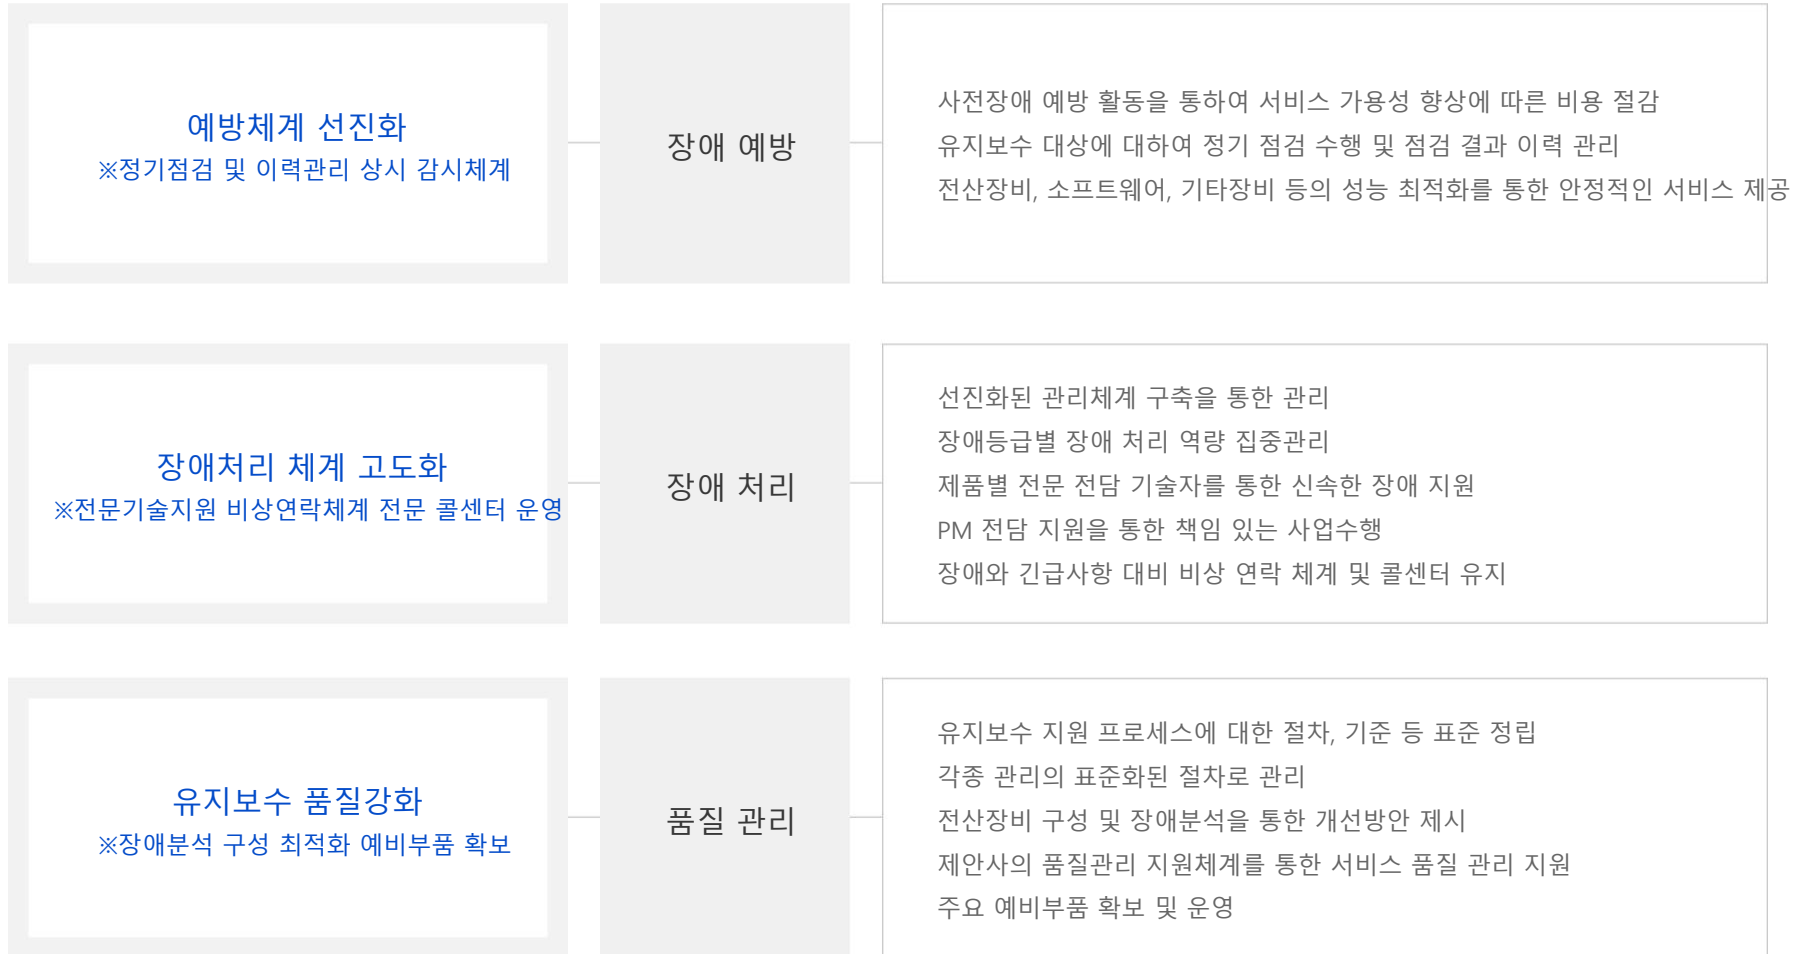 예방체계 선진화
※정기점검 및 이력관리 상시 감시체계
장애 예방
사전장애 예방 활동을 통하여 서비스 가용성 향상에 따른 비용 절감
유지보수 대상에 대하여 정기 점검 수행 및 점검 결과 이력 관리
전산장비, 소프트웨어, 기타장비 등의 성능 최적화를 통한 안정적인 서비스 제공
장애처리 체계 고도화
※전문기술지원 비상연락체계 전문 콜센터 운영
장애 처리
선진화된 관리체계 구축을 통한 관리
장애등급별 장애 처리 역량 집중관리
제품별 전문 전담 기술자를 통한 신속한 장애 지원
PM 전담 지원을 통한 책임 있는 사업수행
장애와 긴급사항 대비 비상 연락 체계 및 콜센터 유지
유지보수 품질강화
※장애분석 구성 최적화 예비부품 확보
품질 관리
유지보수 지원 프로세스에 대한 절차, 기준 등 표준 정립
각종 관리의 표준화된 절차로 관리
전산장비 구성 및 장애분석을 통한 개선방안 제시
제안사의 품질관리 지원체계를 통한 서비스 품질 관리 지원
주요 예비부품 확보 및 운영